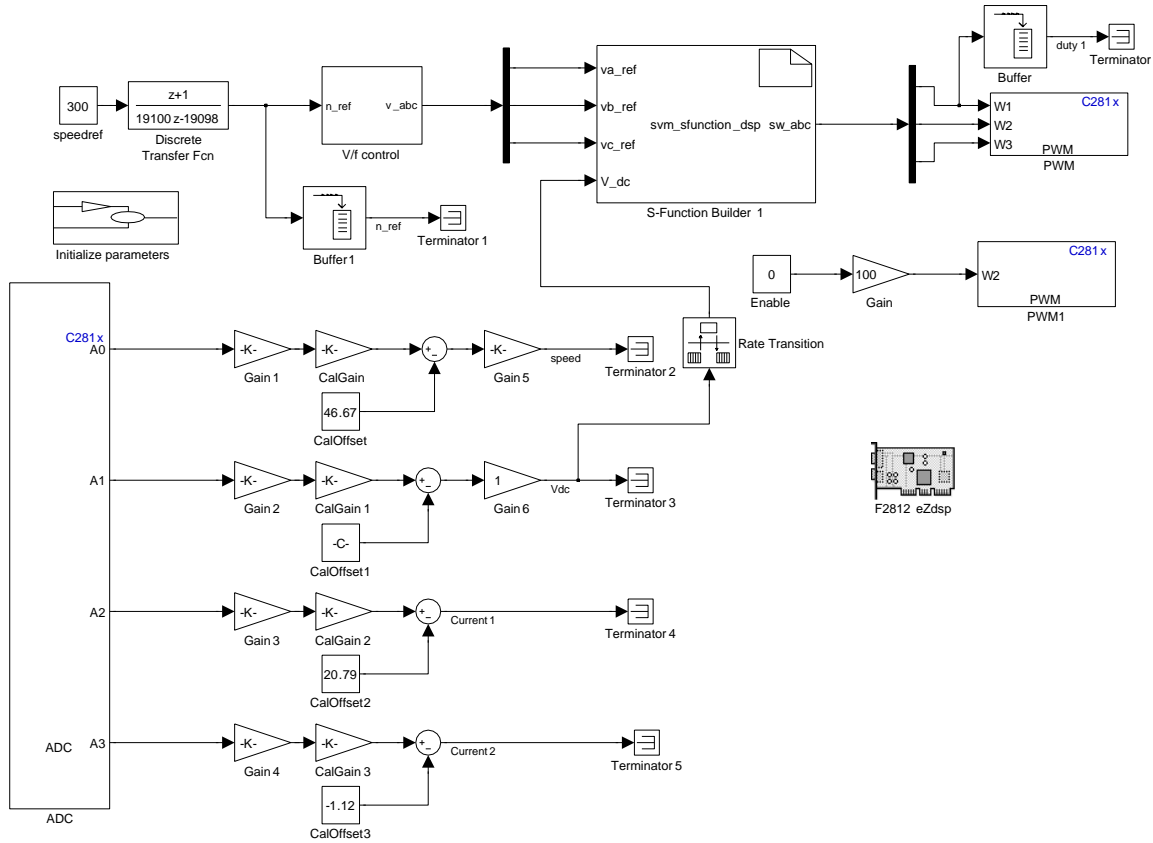 300
speedref
z+1
19100 z-19098
Discrete
Transfer Fcn
n_ref
v_abc
V/f control
Buffer 1
n_ref
Terminator 1
Initialize parameters
va_ref
vb_ref
vc_ref
V_dc
svm_sfunction_dsp
sw_abc
S-Function Builder 1
Buffer
duty 1
Terminator
C281x
W1
W2
W3
PWM
PWM
0
Enable
100
Gain
C281x
W2
PWM
PWM1
Rate Transition
C281x
A0
-K-
Gain 1
-K-
CalGain
46.67
CalOffset
-K-
Gain 5
speed
Terminator 2
A1
-K-
Gain 2
-K-
CalGain 1
-C-
CalOffset1
1
Gain 6
Vdc
Terminator 3
F2812 eZdsp
A2
-K-
Gain 3
-K-
CalGain 2
20.79
CalOffset2
Current 1
Terminator 4
ADC
A3
-K-
Gain 4
-K-
CalGain 3
-1.12
CalOffset3
Current 2
Terminator 5
ADC